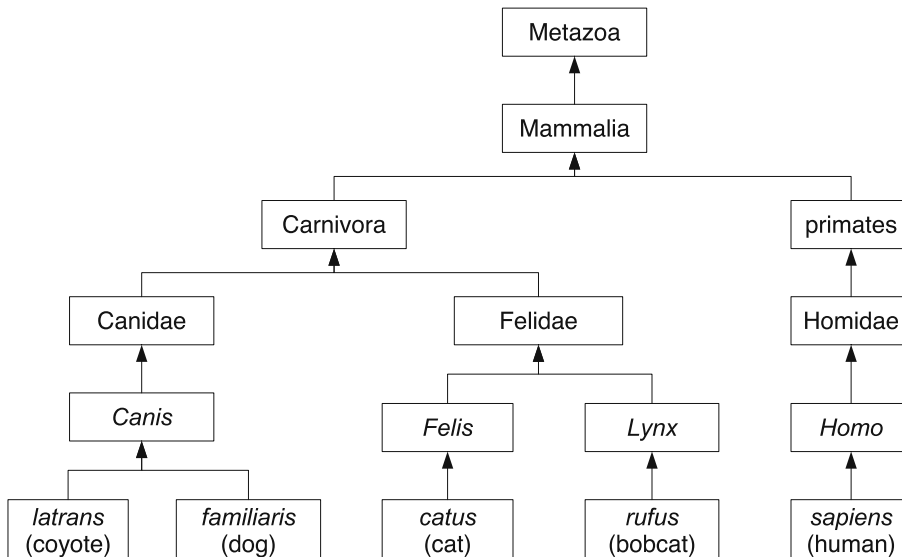 Metazoa
Mammalia
Carnivora
primates
Canidae
Felidae
Homidae
Canis
Felis
Lynx
Homo
latrans
(coyote)
familiaris
(dog)
catus
(cat)
rufus
(bobcat)
sapiens
(human)